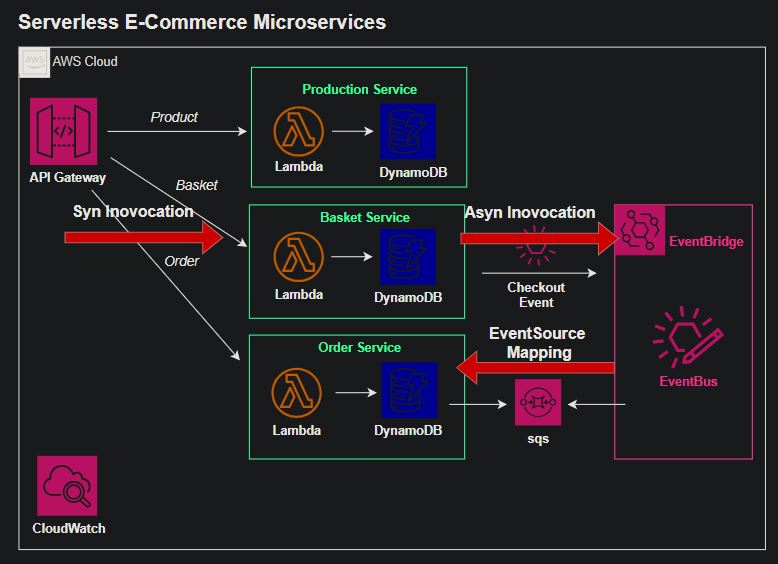 Serverless E-Commerce Microservices
aws
AWS Cloud
Production Service
Product
Lambda
DynamoDB
API Gateway
Basket
Syn Inovocation
Basket Service
Asyn Inovocation
EventBridge
Order
Lambda
DynamoDB
Checkout
Event
Order Service
EventSource
Mapping
EventBus
Lambda
DynamoDB
sqs
CloudWatch